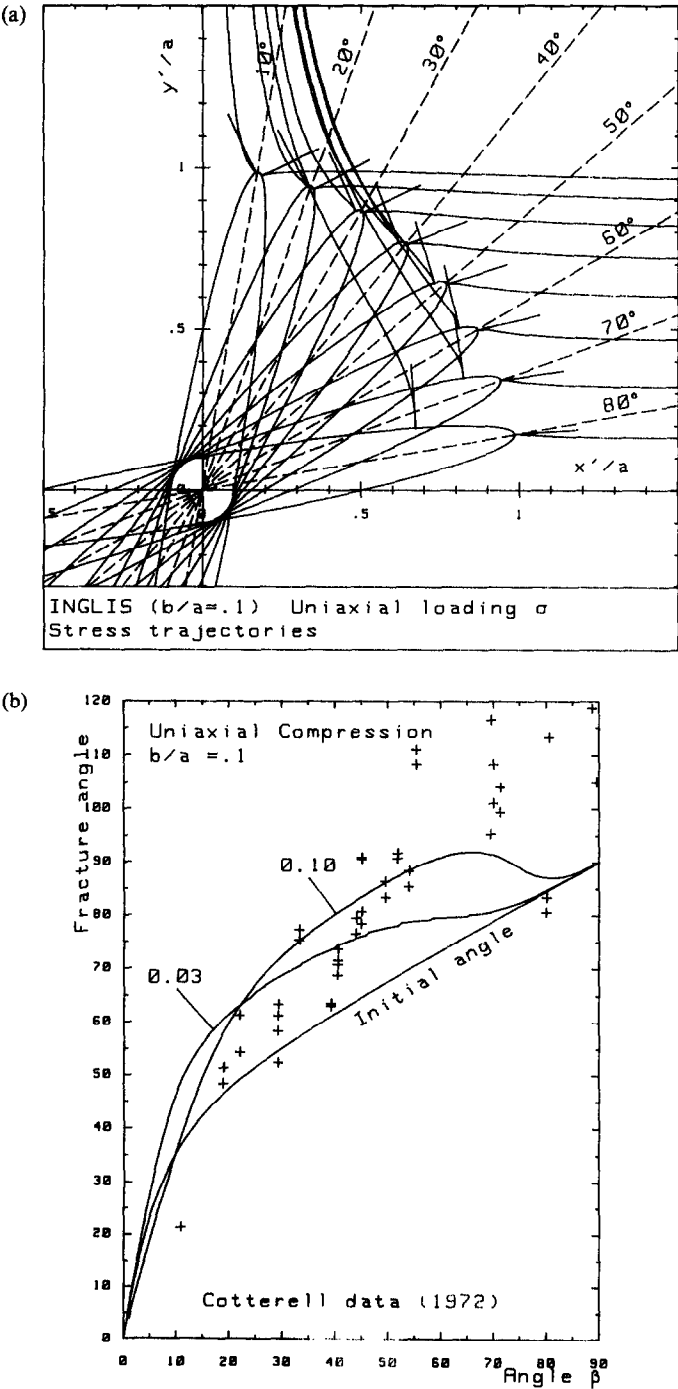 (a)
y'/a
10°
20°
30°
40°
50°
60°
70°
80°
1
.5
x'/a
.5
1
INGLIS (b/a=.1) Uniaxial loading σ
Stress trajectories
(b)
Uniaxial Compression
b/a =.1
Fracture angle
120
110
100
90
80
70
60
50
40
30
20
10
0
0.10
0.03
Initial angle
Cotterell data (1972)
0 10 20 30 40 50 60 70 80 90
Angle β